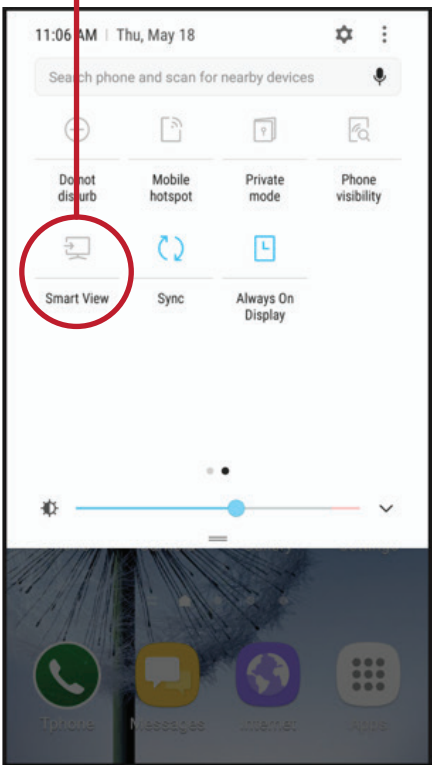 11:06 AM | Thu, May 18
Search phone and scan for nearby devices
Do not disturb
Mobile hotspot
Private mode
Phone visibility
Smart View
Sync
Always On Display
Tphone
Messages
Internet
Apps